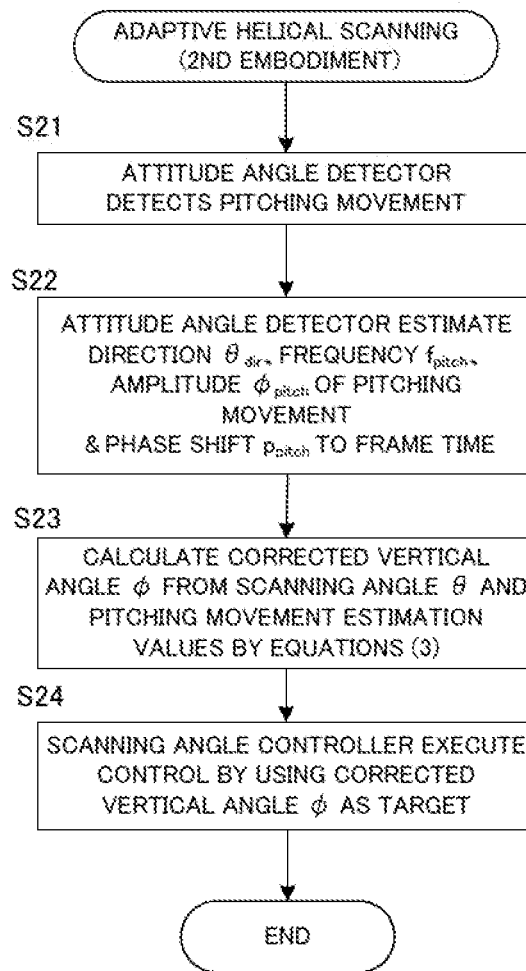 ADAPTIVE HELICAL SCANNING
(2ND EMBODIMENT)
S21
ATTITUDE ANGLE DETECTOR
DETECTS PITCHING MOVEMENT
S22
ATTITUDE ANGLE DETECTOR ESTIMATE
DIRECTION θdir, FREQUENCY fpitch,
AMPLITUDE ϕpitch OF PITCHING
MOVEMENT
& PHASE SHIFT ppitch TO FRAME TIME
S23
CALCULATE CORRECTED VERTICAL
ANGLE ϕ FROM SCANNING ANGLE θ AND
PITCHING MOVEMENT ESTIMATION
VALUES BY EQUATIONS (3)
S24
SCANNING ANGLE CONTROLLER EXECUTE
CONTROL BY USING CORRECTED
VERTICAL ANGLE ϕ AS TARGET
END